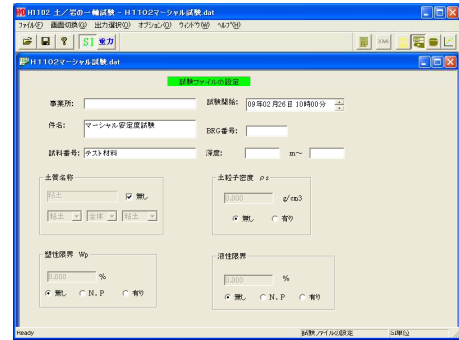 H1102 土／岩の一軸試験 - H1102マーシャル試験.dat
ファイル(F) 画面切換(Q) 出力選択(Q) オプション(Q) ウィンドウ(W) ヘルプ(H)
SI 重力
H1102マーシャル試験.dat
試験ファイルの設定
事業所: 試験開始: 09年02月26日 10時00分
件名: マーシャル安定度試験 BRG番号:
試料番号: テスト材料 深度: m～
土質名称 土粒子密度 ρs
粘土 無し 0.000 g/cm3
粘土 全体 粘土 無し 有り
塑性限界 Wp 液性限界
0.000 % 0.000 %
無し N.P 有り 無し N.P 有り
Ready 試験ファイルの設定 SI単位